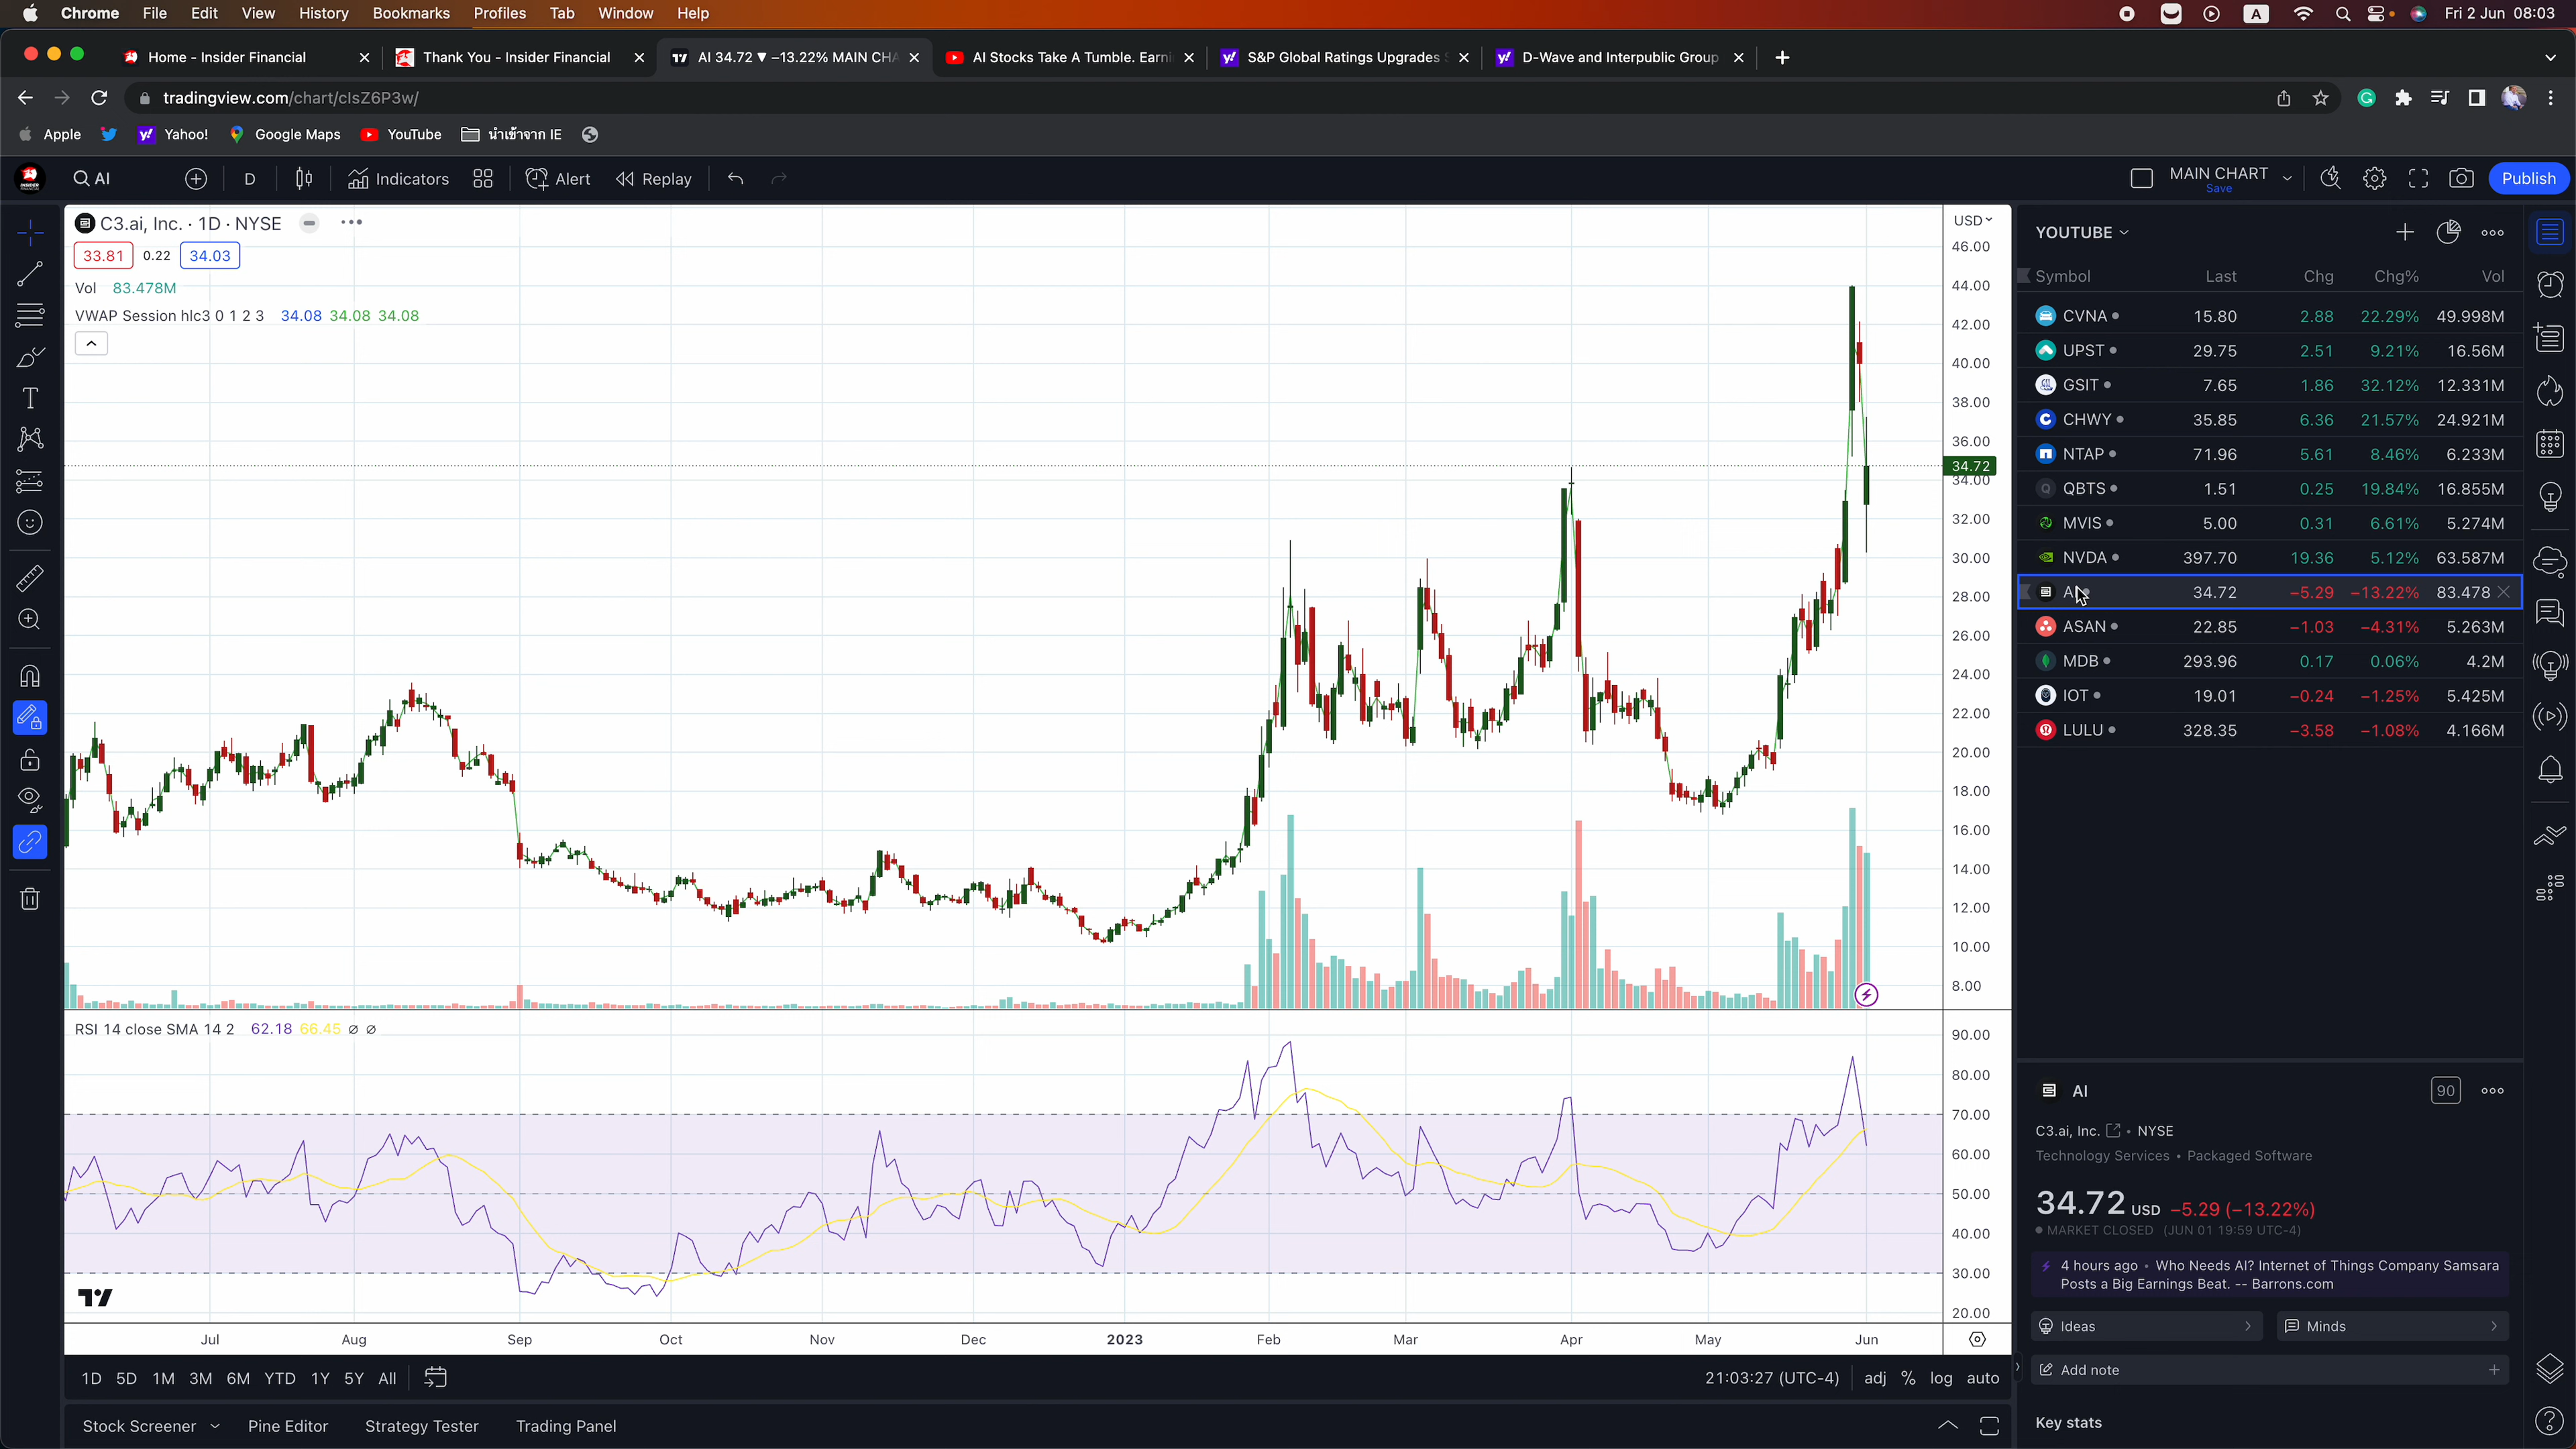 Chrome File Edit View History Bookmarks Profiles Tab Window Help
A Fri 2 Jun 08:03
Home - Insider Financial
Thank You - Insider Financial
AI 34.72 ▼ −13.22% MAIN CHA
AI Stocks Take A Tumble. Earni
S&P Global Ratings Upgrades S
D-Wave and Interpublic Group
tradingview.com/chart/clsZ6P3w/
Apple Yahoo! Google Maps YouTube นำเข้าจาก IE
AI D Indicators Alert Replay
MAIN CHART
Save
Publish
C3.ai, Inc. · 1D · NYSE
33.81 0.22 34.03
Vol 83.478M
VWAP Session hlc3 0 1 2 3 34.08 34.08 34.08
USD
46.00
44.00
42.00
40.00
38.00
36.00
34.72
34.00
32.00
30.00
28.00
26.00
24.00
22.00
20.00
18.00
16.00
14.00
12.00
10.00
8.00
RSI 14 close SMA 14 2 62.18 66.45 ∅ ∅
90.00
80.00
70.00
60.00
50.00
40.00
30.00
20.00
Jul Aug Sep Oct Nov Dec 2023 Feb Mar Apr May Jun
1D 5D 1M 3M 6M YTD 1Y 5Y All
21:03:27 (UTC-4) adj % log auto
Stock Screener Pine Editor Strategy Tester Trading Panel
YOUTUBE
Symbol Last Chg Chg% Vol
CVNA 15.80 2.88 22.29% 49.998M
UPST 29.75 2.51 9.21% 16.56M
GSIT 7.65 1.86 32.12% 12.331M
CHWY 35.85 6.36 21.57% 24.921M
NTAP 71.96 5.61 8.46% 6.233M
QBTS 1.51 0.25 19.84% 16.855M
MVIS 5.00 0.31 6.61% 5.274M
NVDA 397.70 19.36 5.12% 63.587M
34.72 −5.29 −13.22% 83.478
ASAN 22.85 −1.03 −4.31% 5.263M
MDB 293.96 0.17 0.06% 4.2M
IOT 19.01 −0.24 −1.25% 5.425M
LULU 328.35 −3.58 −1.08% 4.166M
AI 90
C3.ai, Inc. • NYSE
Technology Services • Packaged Software
34.72 USD −5.29 (−13.22%)
MARKET CLOSED (JUN 01 19:59 UTC-4)
4 hours ago • Who Needs AI? Internet of Things Company Samsara
Posts a Big Earnings Beat. -- Barrons.com
Ideas Minds
Add note
Key stats